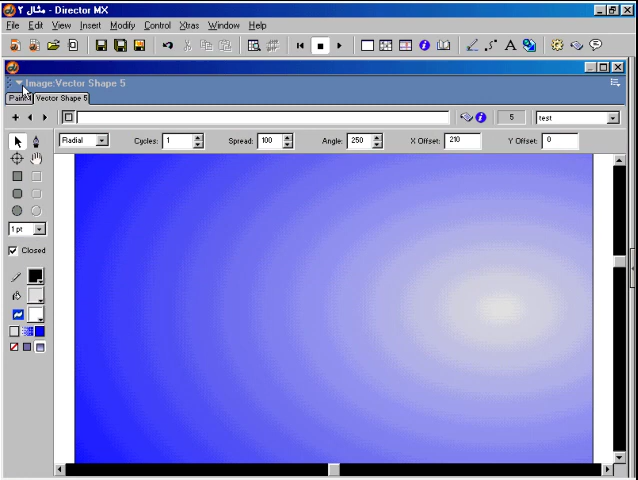 مثال ۲ - Director MX
File Edit View Insert Modify Control Xtras Window Help
Image:Vector Shape 5
Paint Vector Shape 5
5 test
Radial Cycles: 1 Spread: 100 Angle: 250 X Offset: 210 Y Offset: 0
1 pt
Closed